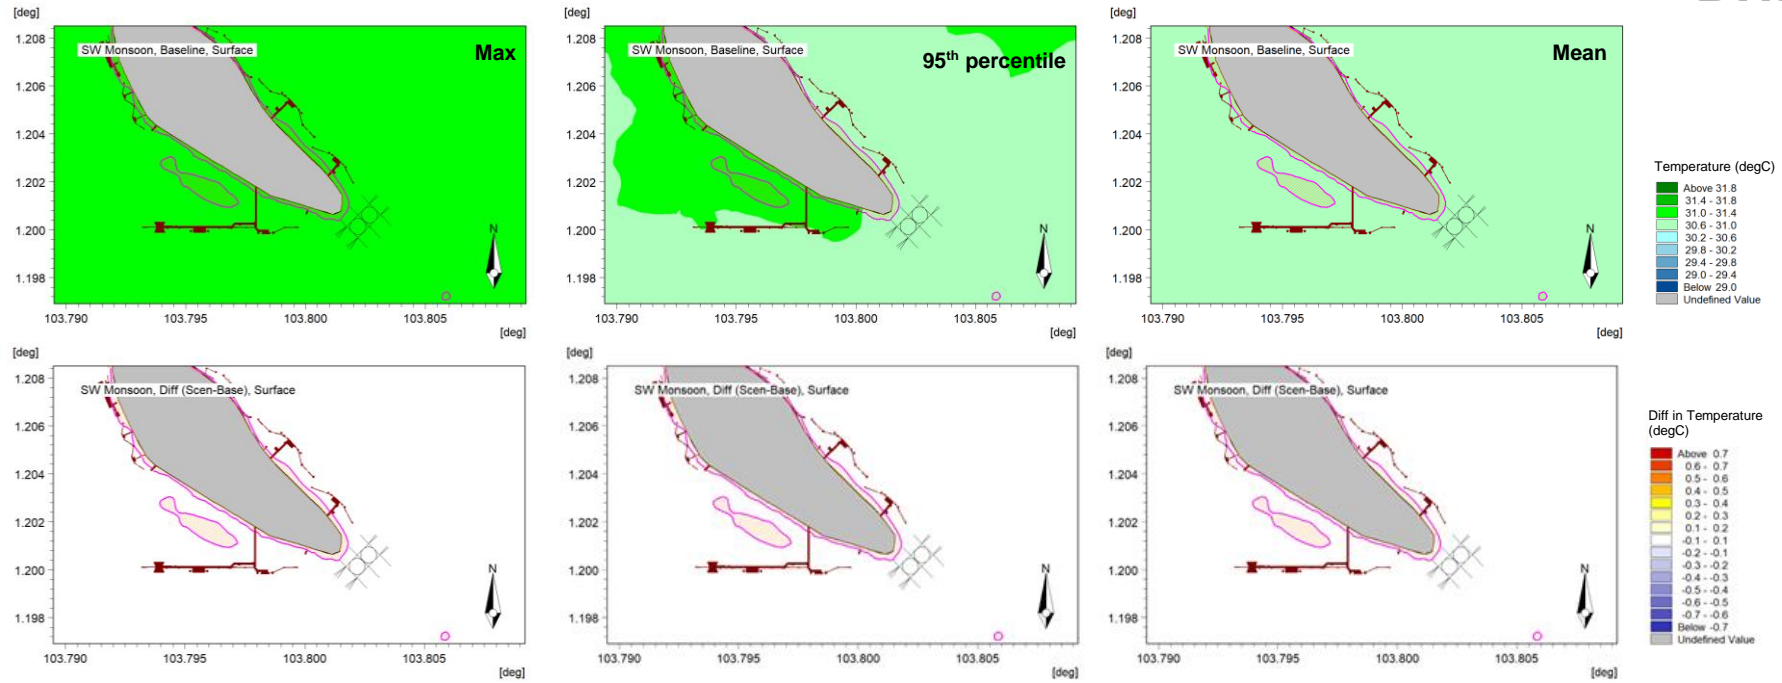 [deg]
SW Monsoon, Baseline, Surface
Max
1.208
1.206
1.204
1.202
1.200
1.198
N
103.790
103.795
103.800
103.805
[deg]
[deg]
SW Monsoon, Baseline, Surface
95th percentile
1.208
1.206
1.204
1.202
1.200
1.198
N
103.790
103.795
103.800
103.805
[deg]
[deg]
SW Monsoon, Baseline, Surface
Mean
1.208
1.206
1.204
1.202
1.200
1.198
N
103.790
103.795
103.800
103.805
[deg]
Temperature (degC)
Above 31.8
31.4 - 31.8
31.0 - 31.4
30.6 - 31.0
30.2 - 30.6
29.8 - 30.2
29.4 - 29.8
29.0 - 29.4
Below 29.0
Undefined Value
[deg]
SW Monsoon, Diff (Scen-Base), Surface
1.208
1.206
1.204
1.202
1.200
1.198
N
103.790
103.795
103.800
103.805
[deg]
[deg]
SW Monsoon, Diff (Scen-Base), Surface
1.208
1.206
1.204
1.202
1.200
1.198
N
103.790
103.795
103.800
103.805
[deg]
[deg]
SW Monsoon, Diff (Scen-Base), Surface
1.208
1.206
1.204
1.202
1.200
1.198
N
103.790
103.795
103.800
103.805
[deg]
Diff in Temperature
(degC)
Above 0.7
0.6 - 0.7
0.5 - 0.6
0.4 - 0.5
0.3 - 0.4
0.2 - 0.3
0.1 - 0.2
-0.1 - 0.1
-0.2 - -0.1
-0.3 - -0.2
-0.4 - -0.3
-0.5 - -0.4
-0.6 - -0.5
-0.7 - -0.6
Below -0.7
Undefined Value